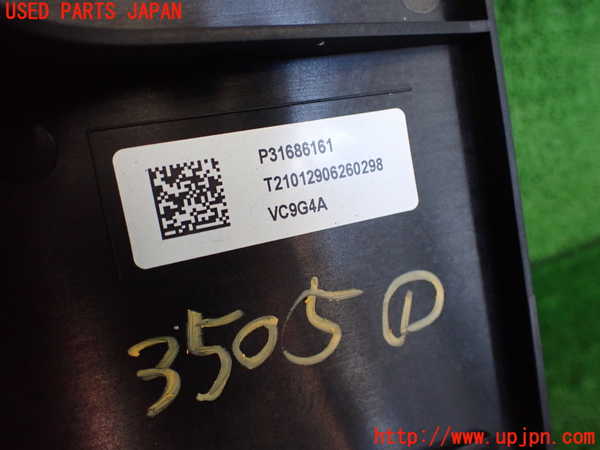 USED PARTS JAPAN
P31686161
T21012906260298
VC9G4A
3505 ①
http://www.upjpn.com/